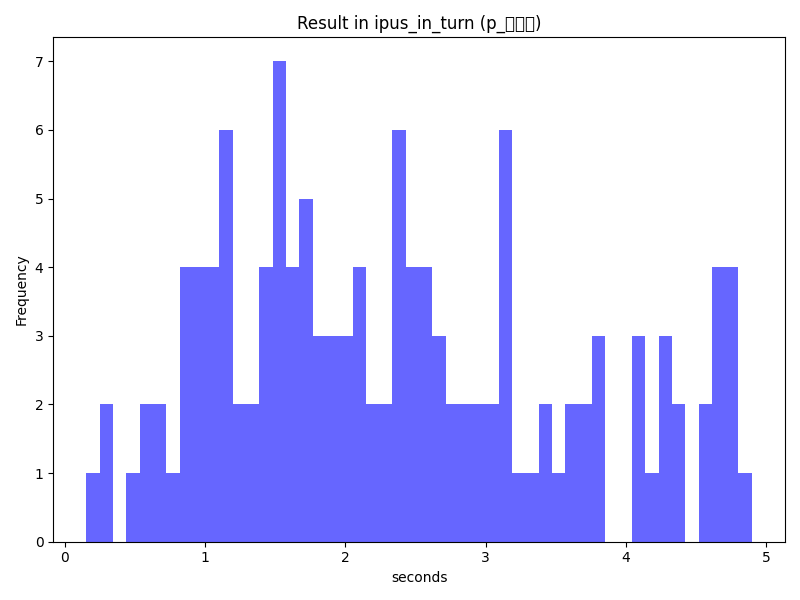 Result in ipus_in_turn (p_▯▯▯)
7
6
5
4
3
2
1
0
Frequency
0 1 2 3 4 5
seconds